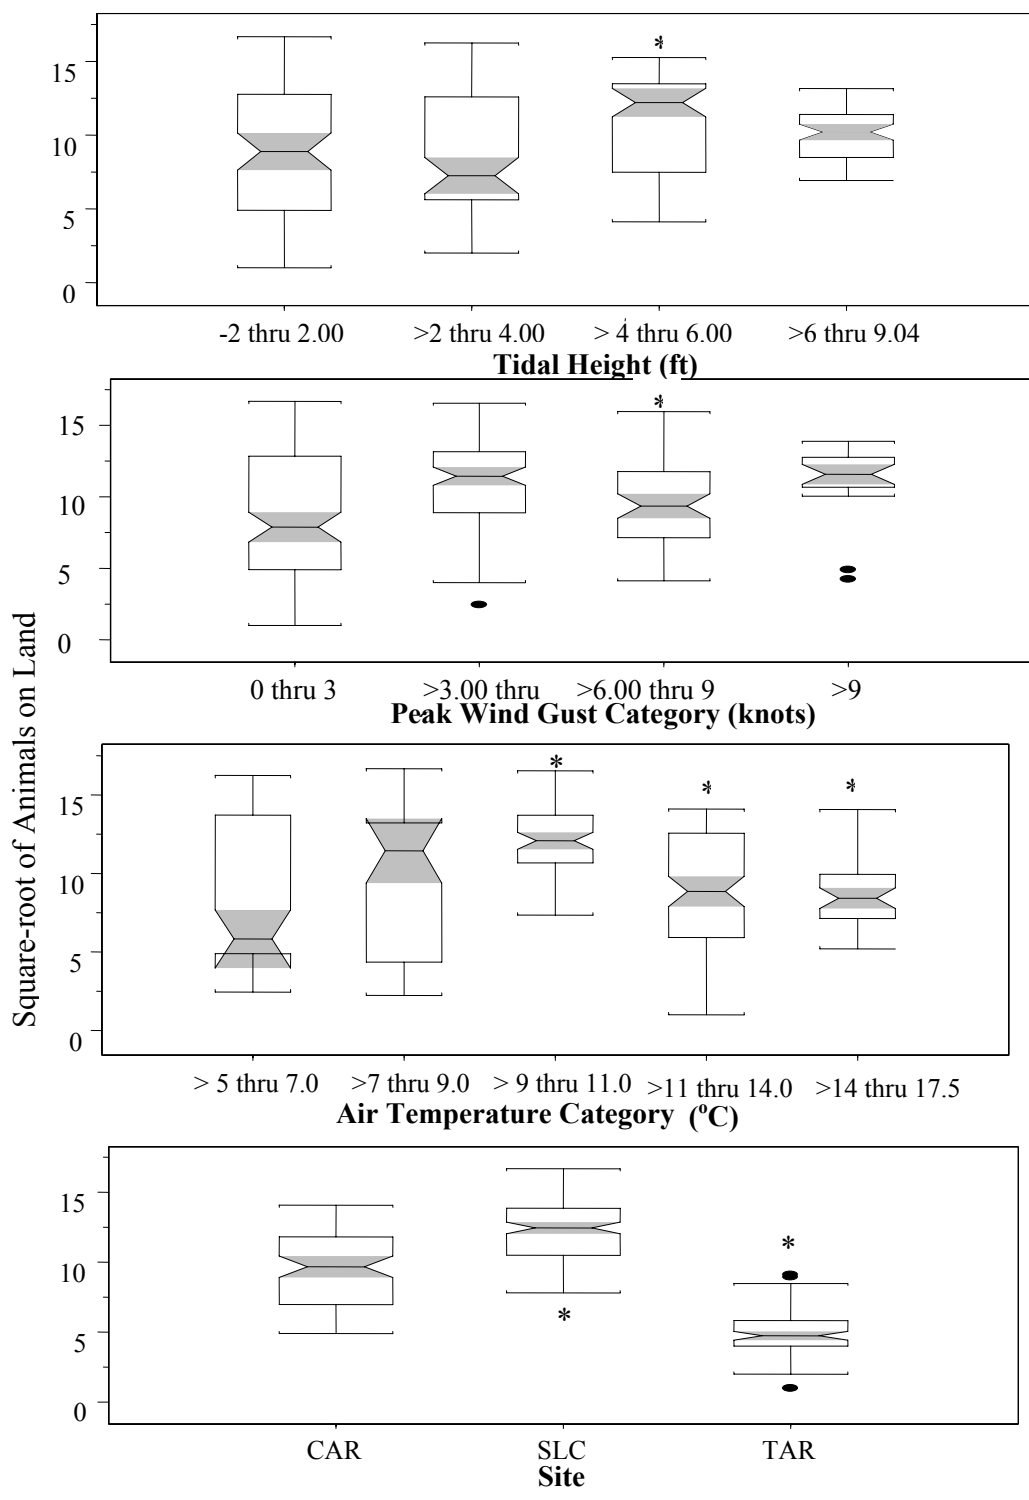 15
10
5
0
-2 thru 2.00 >2 thru 4.00 > 4 thru 6.00 >6 thru 9.04
Tidal Height (ft)
15
10
5
0
0 thru 3 >3.00 thru >6.00 thru 9 >9
Peak Wind Gust Category (knots)
Square-root of Animals on Land
15
10
5
0
> 5 thru 7.0 >7 thru 9.0 > 9 thru 11.0 >11 thru 14.0 >14 thru 17.5
Air Temperature Category (ºC)
15
10
5
0
CAR SLC TAR
Site